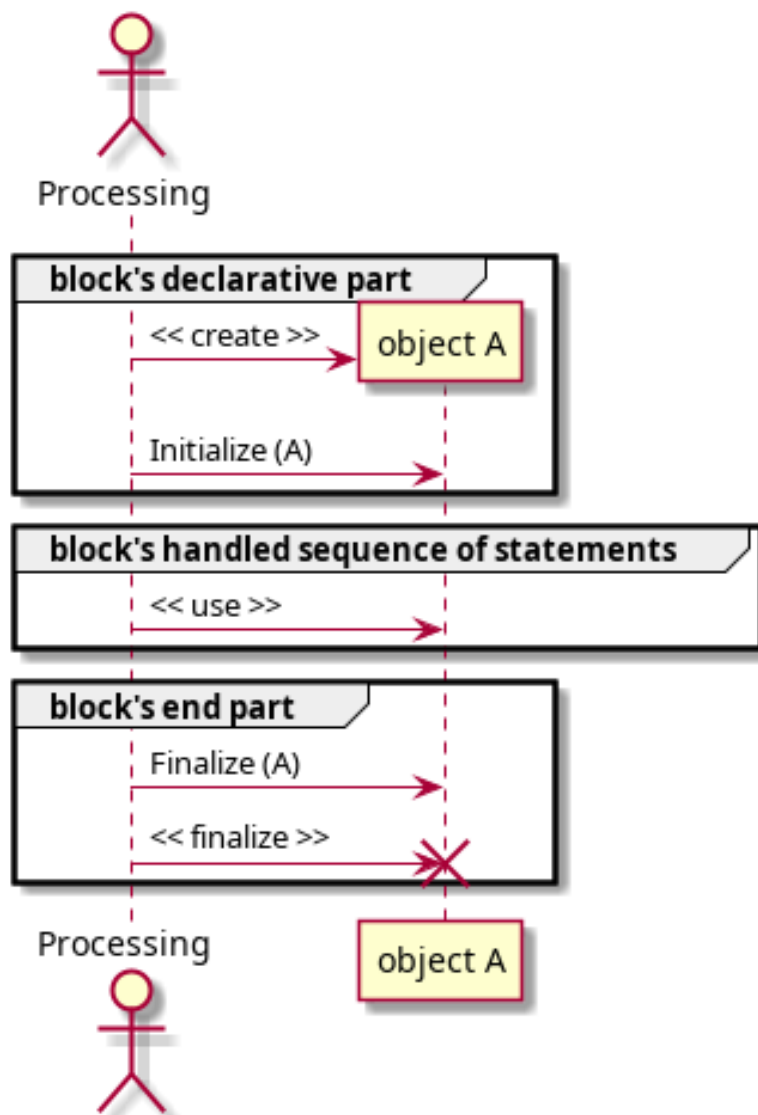 Processing
block's declarative part
<< create >>
object A
Initialize (A)
block's handled sequence of statements
<< use >>
block's end part
Finalize (A)
<< finalize >>
Processing
object A